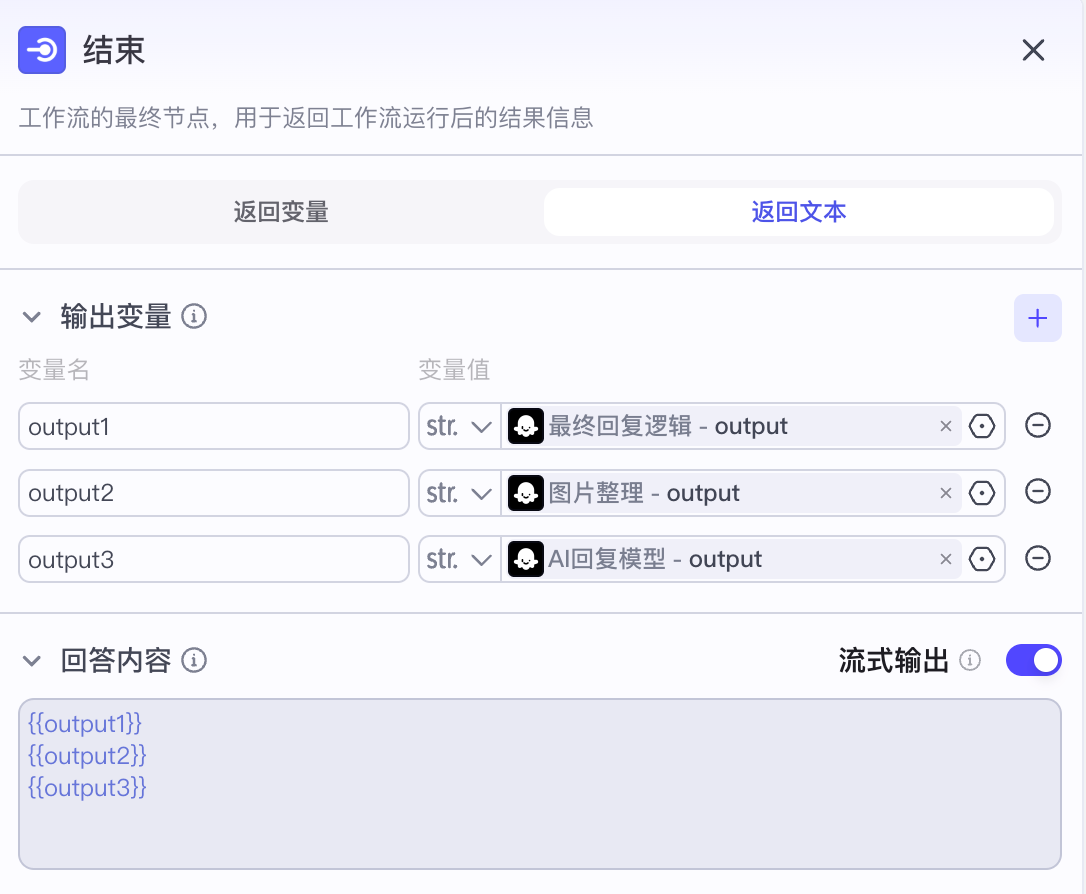 结束
工作流的最终节点，用于返回工作流运行后的结果信息
返回变量 返回文本
输出变量
变量名 变量值
output1 str. 最终回复逻辑 - output
output2 str. 图片整理 - output
output3 str. AI回复模型 - output
回答内容 流式输出
{{output1}}
{{output2}}
{{output3}}